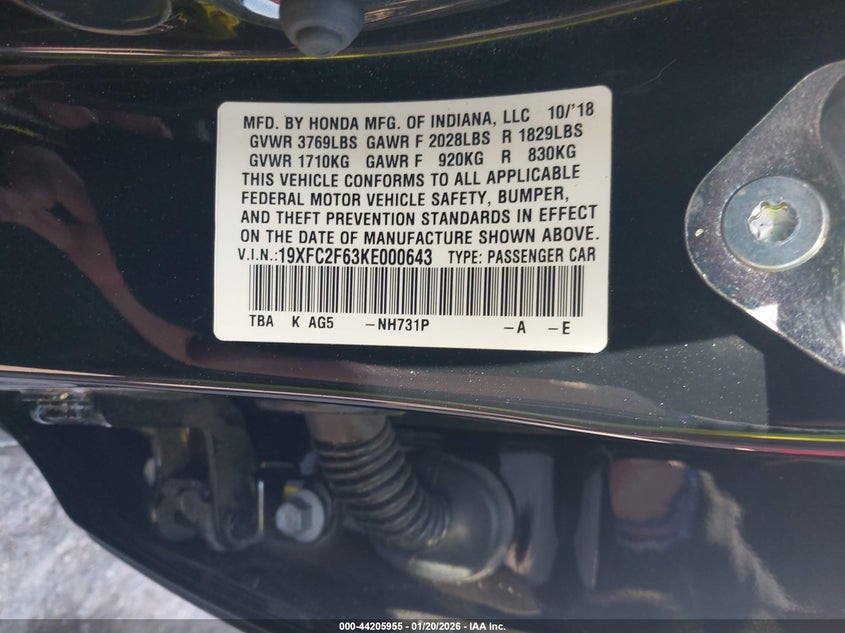 MFD. BY HONDA MFG. OF INDIANA, LLC 10/'18
GVWR 3769LBS GAWR F 2028LBS R 1829LBS
GVWR 1710KG GAWR F 920KG R 830KG
THIS VEHICLE CONFORMS TO ALL APPLICABLE
FEDERAL MOTOR VEHICLE SAFETY, BUMPER,
AND THEFT PREVENTION STANDARDS IN EFFECT
ON THE DATE OF MANUFACTURE SHOWN ABOVE.
V.I.N.:19XFC2F63KE000643 TYPE: PASSENGER CAR
TBA K AG5 -NH731P -A -E
000-44205955 - 01/20/2026 - IAA Inc.